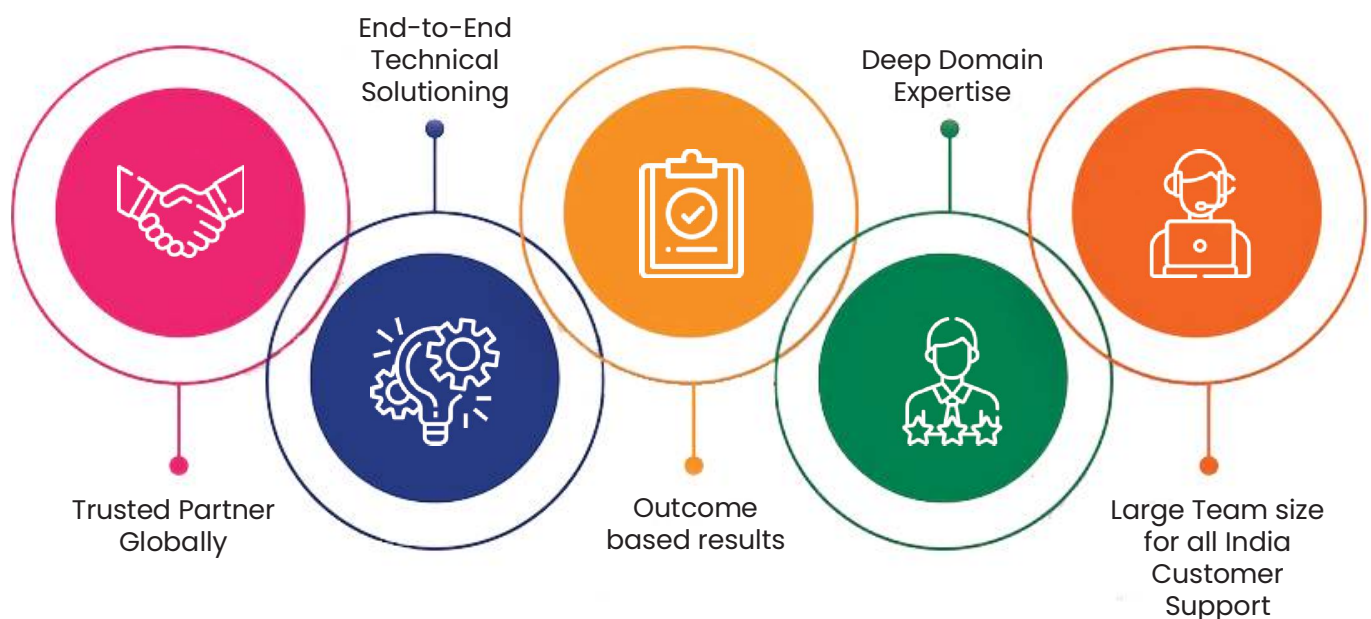 End-to-End
Technical
Solutioning
Deep Domain
Expertise
Trusted Partner
Globally
Outcome
based results
Large Team size
for all India
Customer
Support